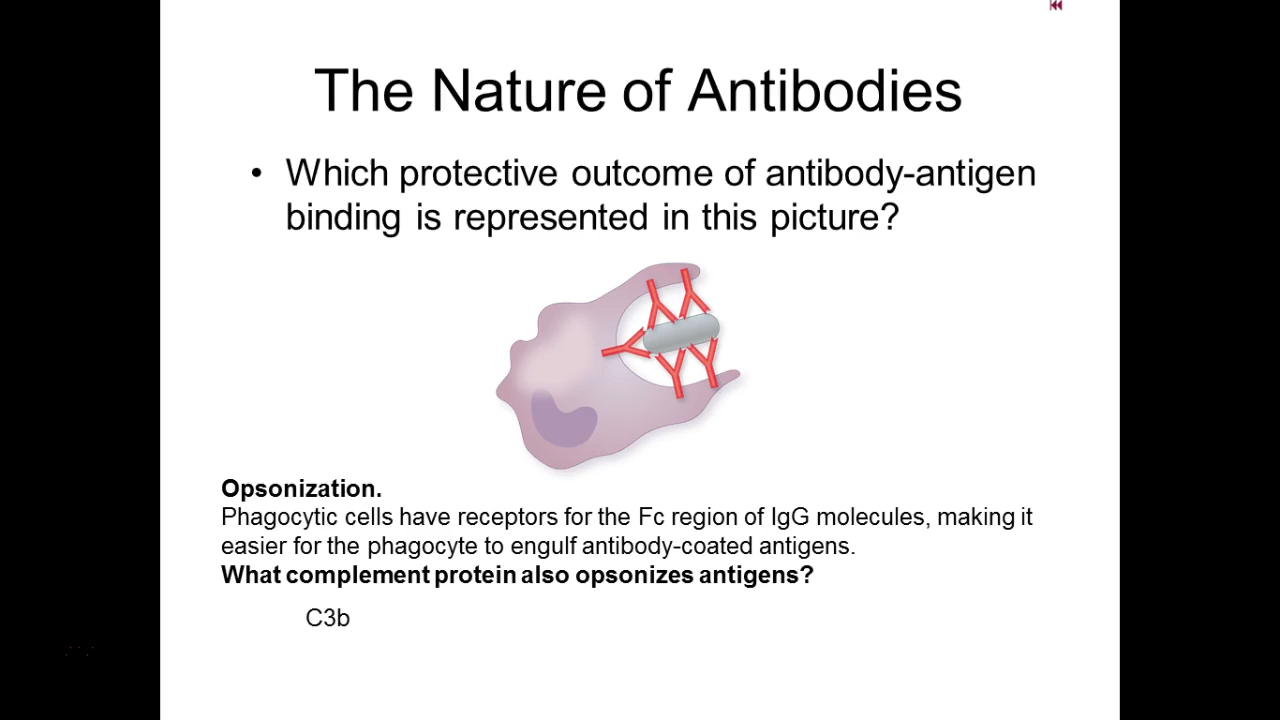 The Nature of Antibodies
• Which protective outcome of antibody-antigen
binding is represented in this picture?
Opsonization.
Phagocytic cells have receptors for the Fc region of IgG molecules, making it
easier for the phagocyte to engulf antibody-coated antigens.
What complement protein also opsonizes antigens?
C3b